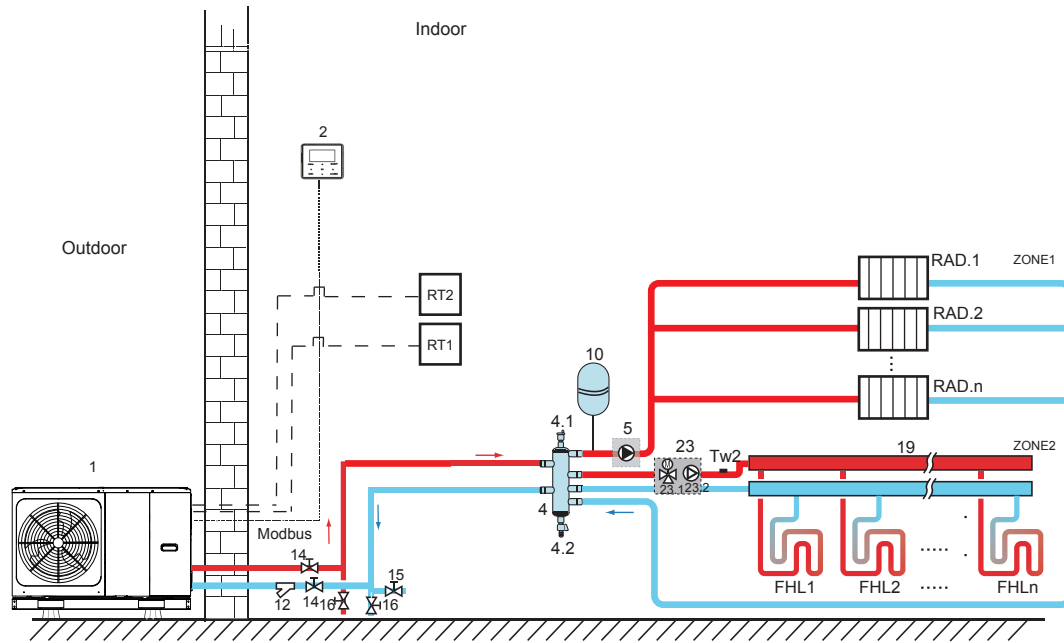 Indoor
2
Outdoor
RAD.1
ZONE1
RT2
RAD.2
RT1
10
RAD.n
4.1
5
23
Tw2
19
ZONE2
M
1
23.1
23.2
4
Modbus
4.2
14
15
12
14
16
16
FHL1
FHL2
FHLn